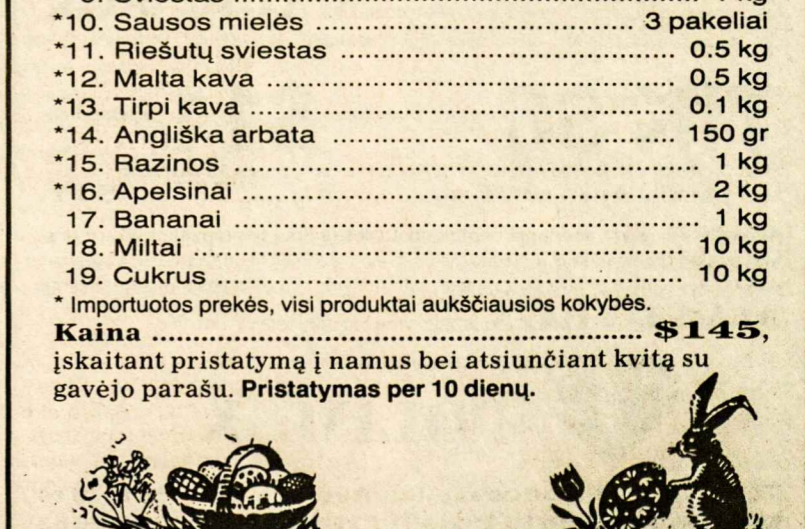 *10. Sausos mielės ........................................ 3 pakeliai
*11. Riešutų sviestas ........................................ 0.5 kg
*12. Malta kava ................................................ 0.5 kg
*13. Tirpi kava .................................................. 0.1 kg
*14. Angliška arbata ........................................ 150 gr
*15. Razinos ........................................................ 1 kg
*16. Apelsinai ...................................................... 2 kg
17. Bananai ........................................................ 1 kg
18. Miltai .......................................................... 10 kg
19. Cukrus ........................................................ 10 kg
* Importuotos prekės, visi produktai aukščiausios kokybės.
Kaina ........................................................ $145,
įskaitant pristatymą į namus bei atsiunčiant kvitą su
gavėjo parašu. Pristatymas per 10 dienų.